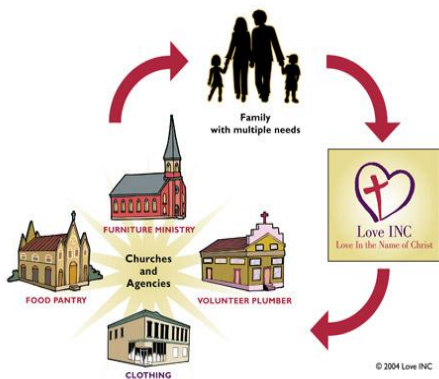 Family
with multiple needs
Love INC
Love In the Name of Christ
FURNITURE MINISTRY
Churches
and
Agencies
FOOD PANTRY
VOLUNTEER PLUMBER
CLOTHING
© 2004 Love INC